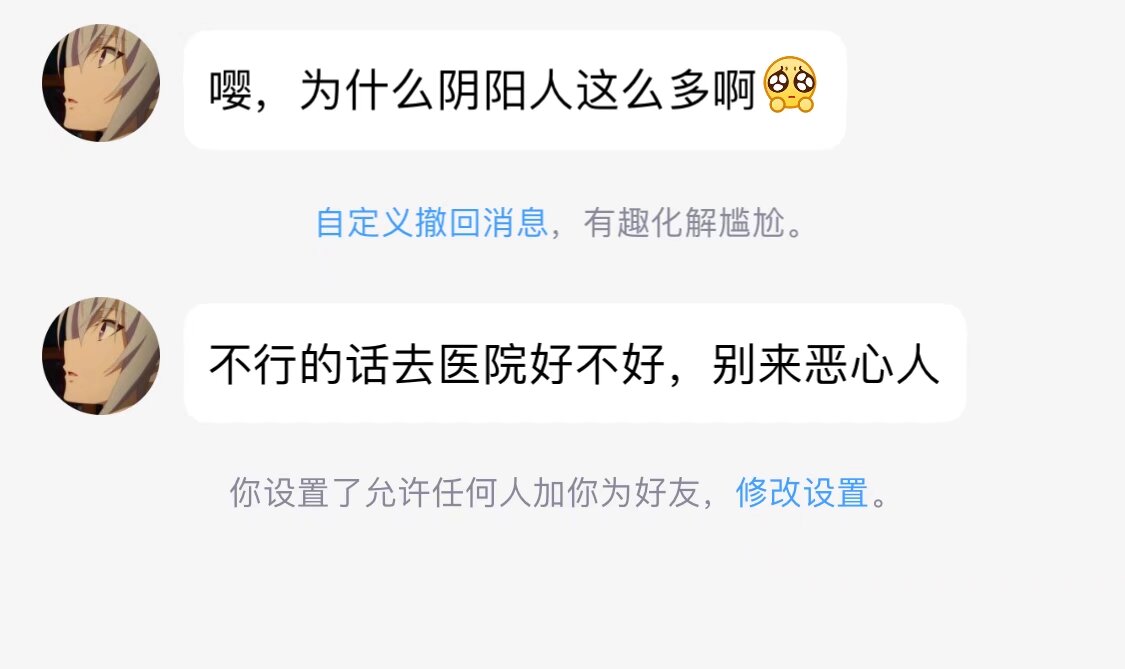 嘤，为什么阴阳人这么多啊🥺
自定义撤回消息，有趣化解尴尬。
不行的话去医院好不好，别来恶心人
你设置了允许任何人加你为好友，修改设置。